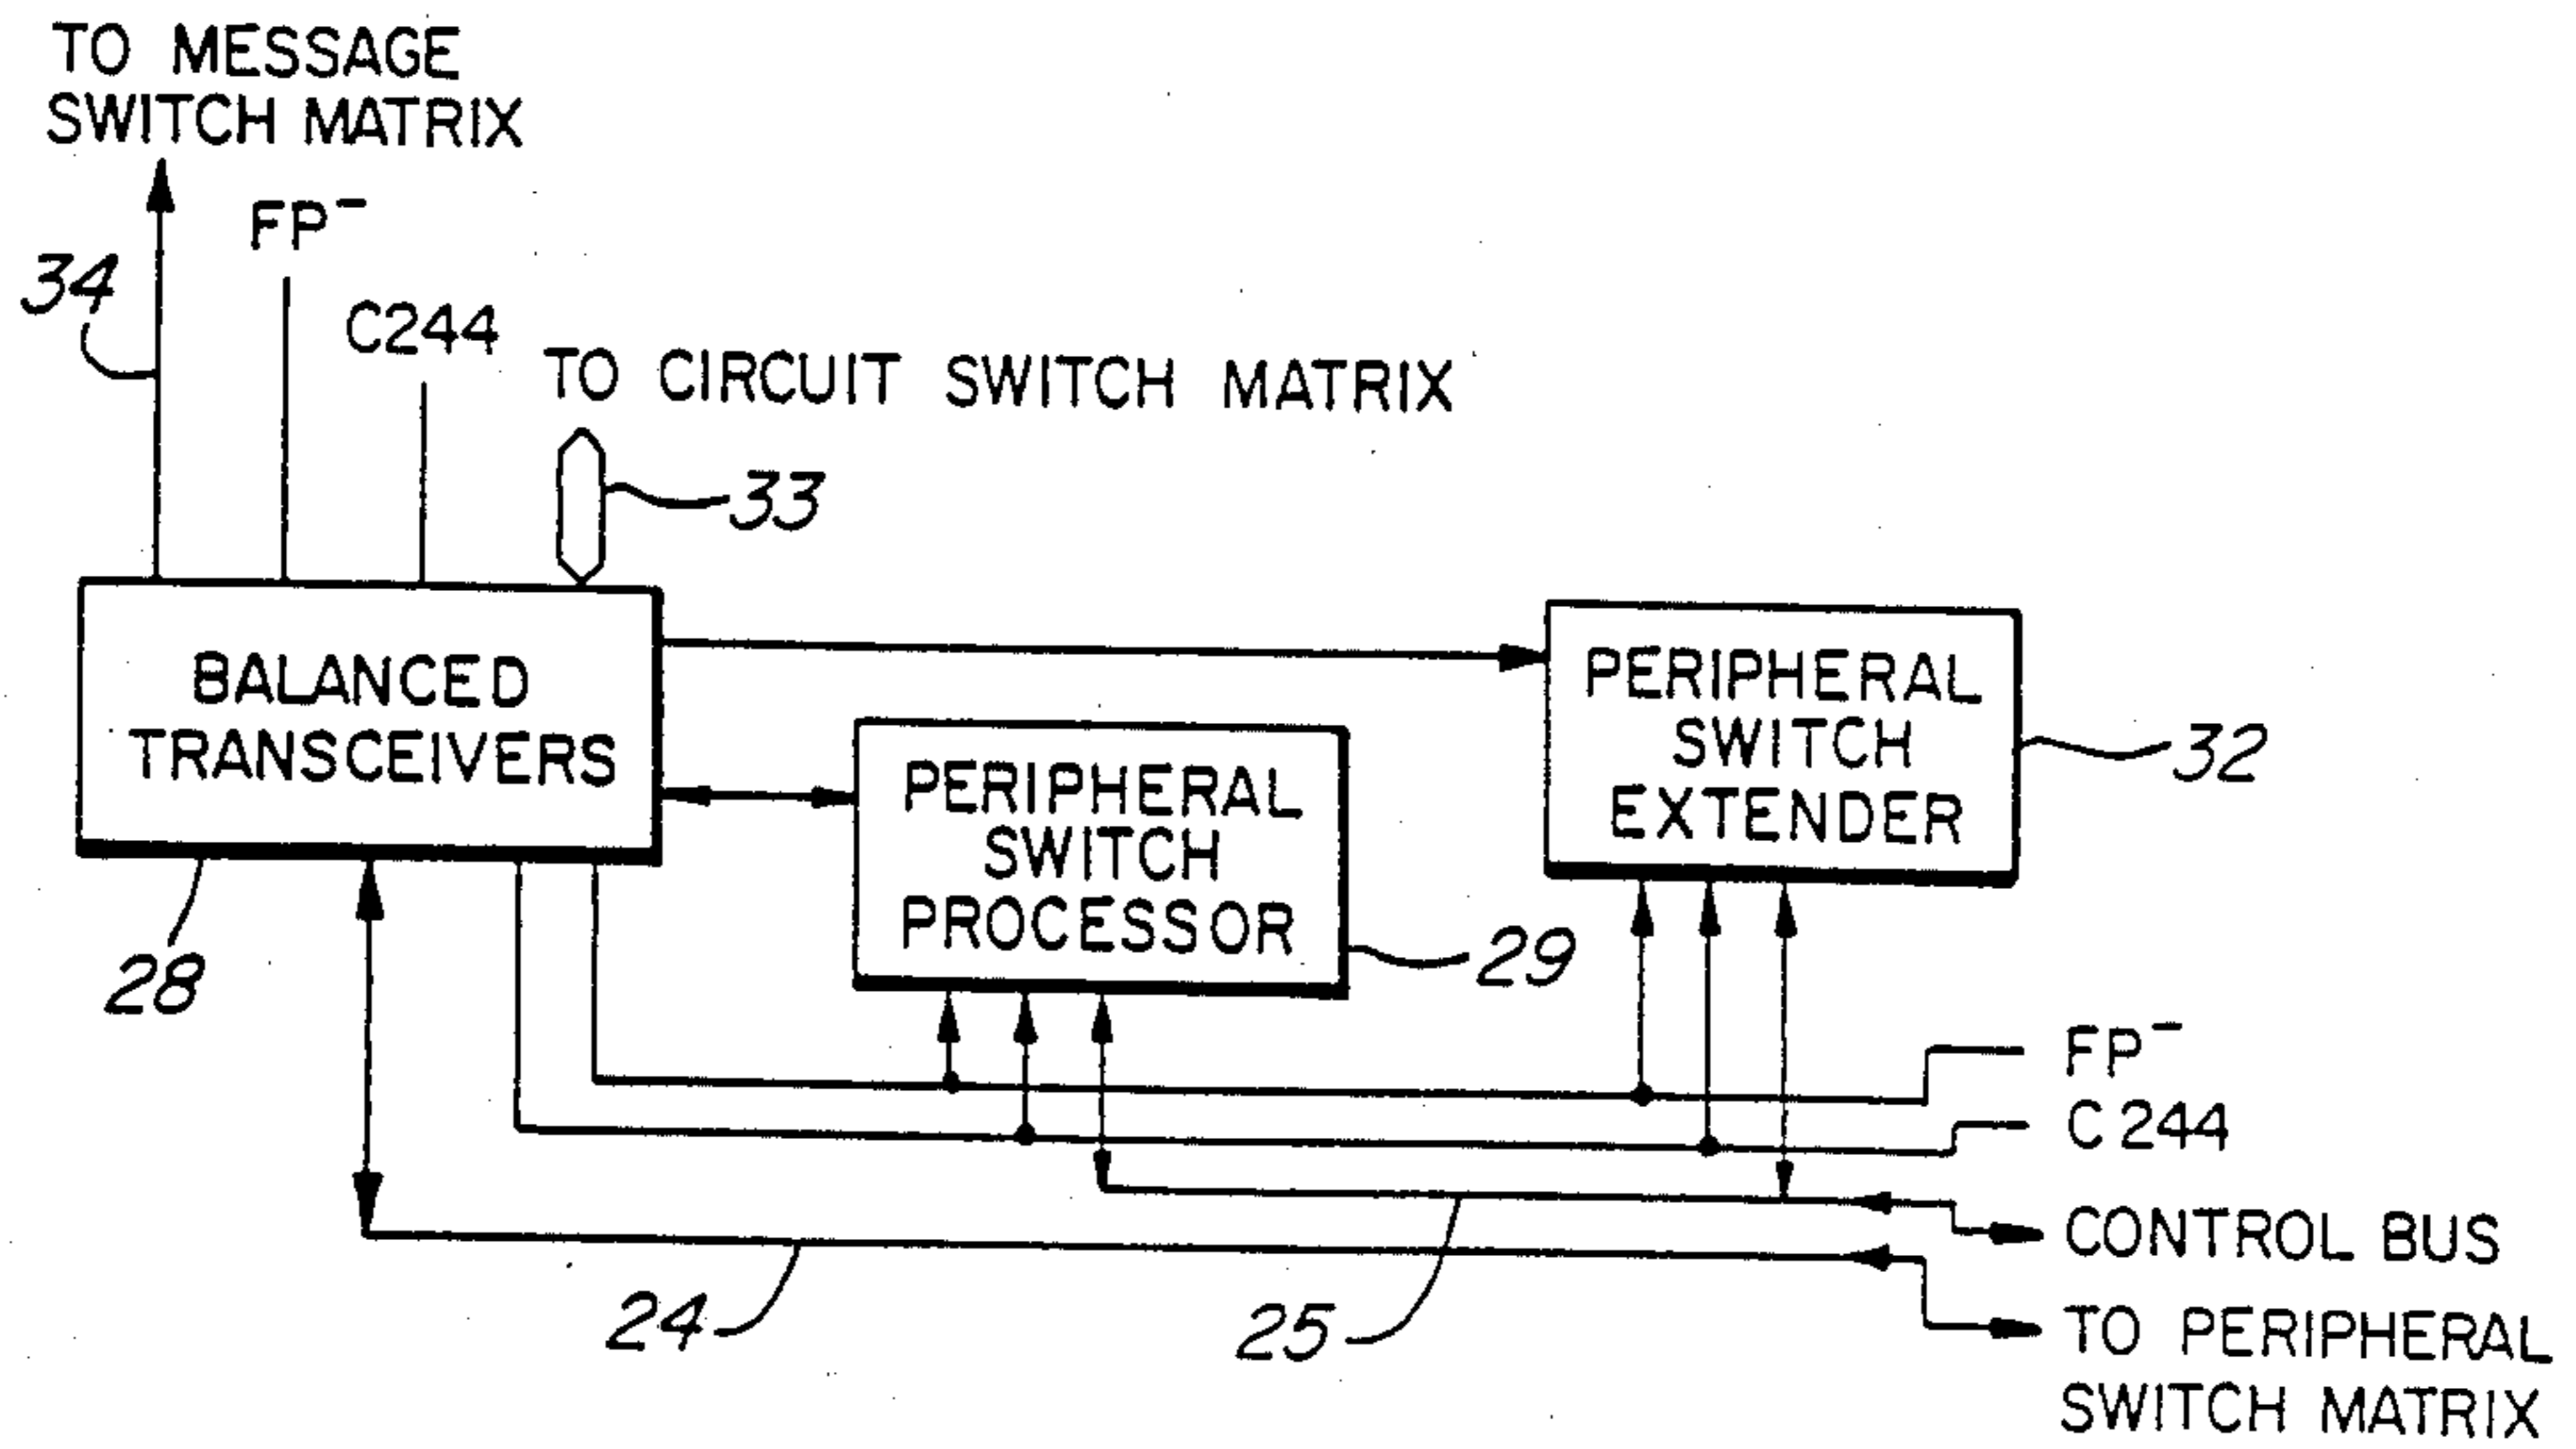 TO MESSAGE
SWITCH MATRIX
FP⁻
34
C244
TO CIRCUIT SWITCH MATRIX
33
BALANCED
TRANSCEIVERS
PERIPHERAL
SWITCH
EXTENDER
32
PERIPHERAL
SWITCH
PROCESSOR
29
28
FP⁻
C244
CONTROL BUS
24
25
TO PERIPHERAL
SWITCH MATRIX